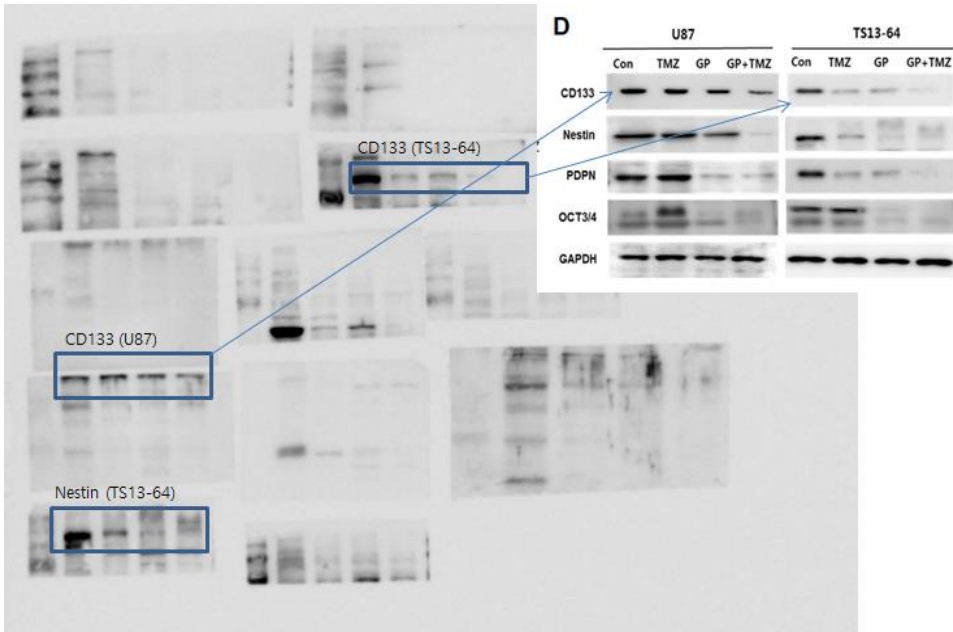 D
U87
TS13-64
Con TMZ GP GP+TMZ
Con TMZ GP GP+TMZ
CD133
Nestin
PDPN
OCT3/4
GAPDH
CD133 (TS13-64)
CD133 (U87)
Nestin (TS13-64)